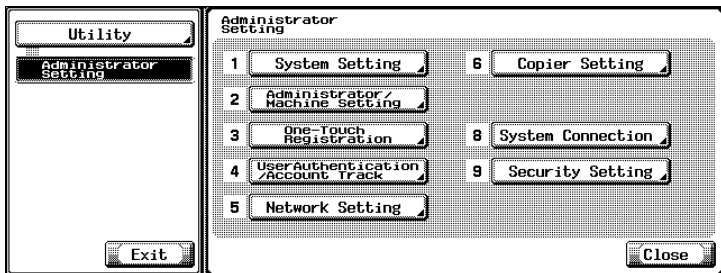 Utility
Administrator
Setting
Exit
Administrator
Setting
1 System Setting
2 Administrator/
Machine Setting
3 One-Touch
Registration
4 UserAuthentication
/Account Track
5 Network Setting
6 Copier Setting
8 System Connection
9 Security Setting
Close